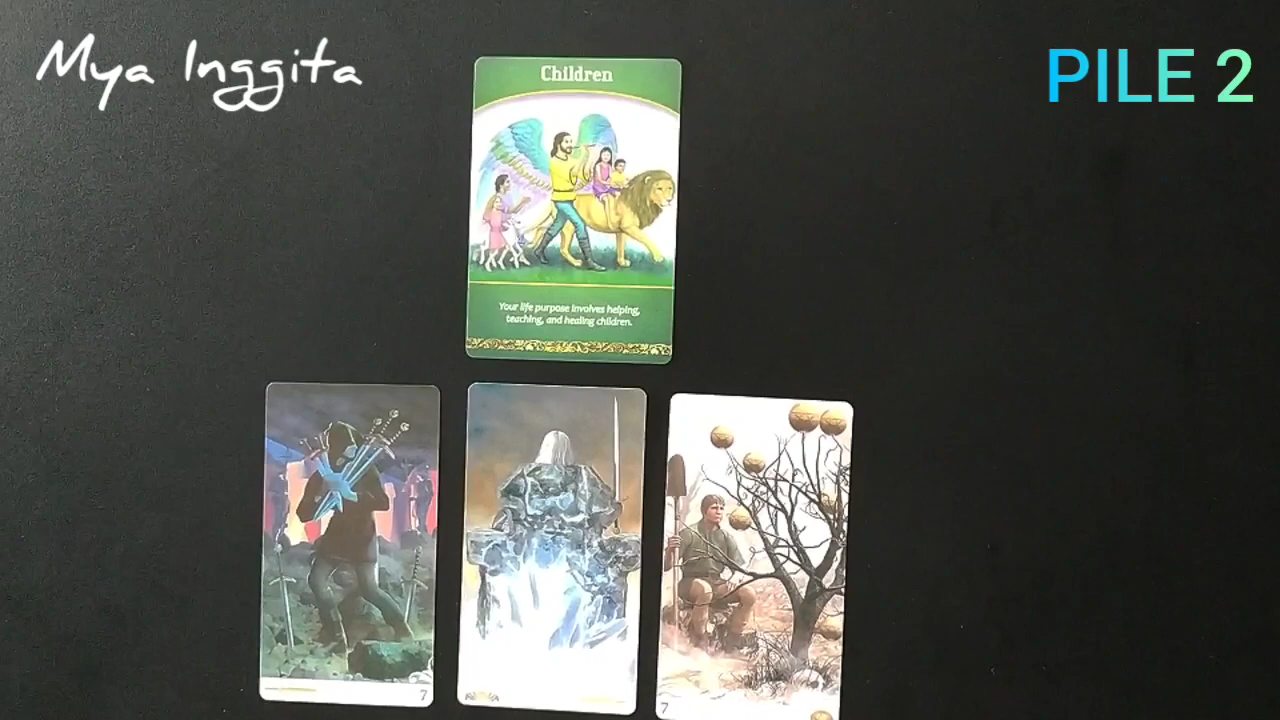 Mya Inggita
PILE 2
Children
Your life purpose involves helping,
teaching, and healing children.
7
7